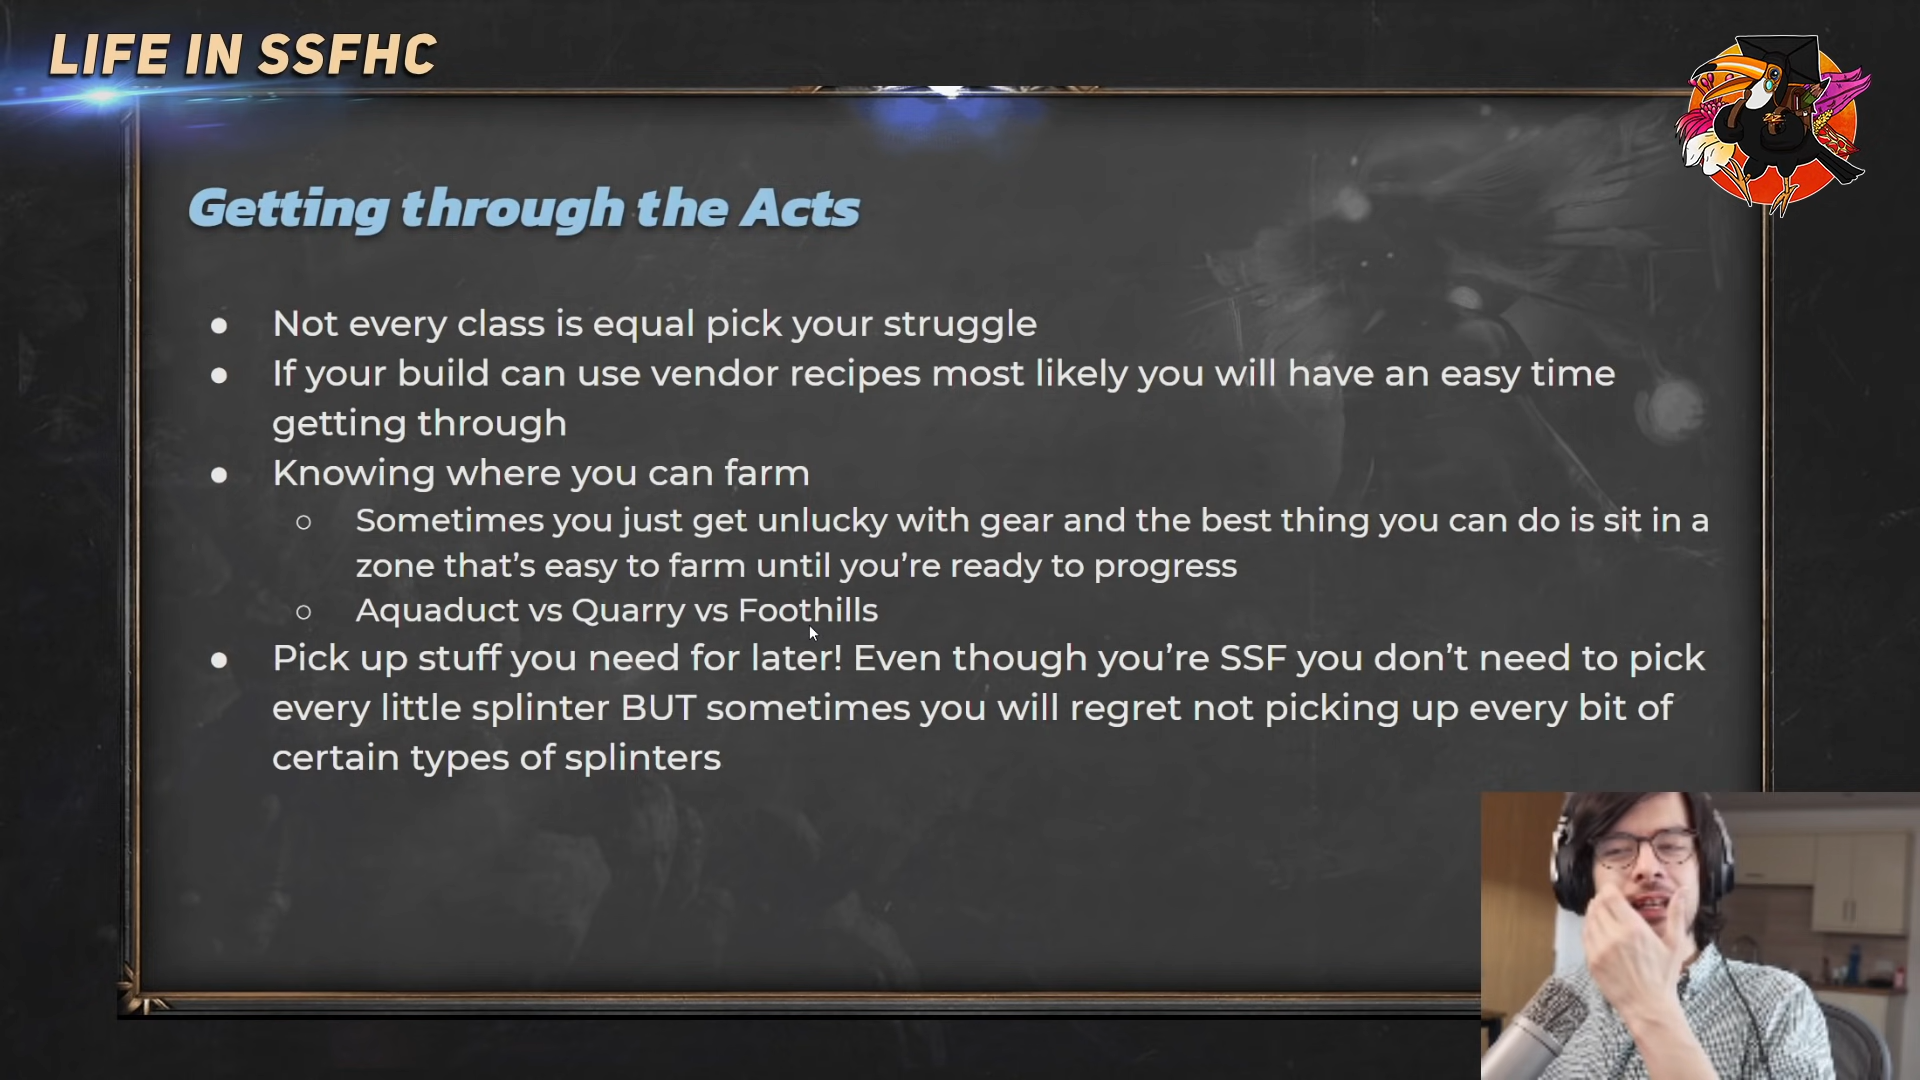 LIFE IN SSFHC
Getting through the Acts
● Not every class is equal pick your struggle
● If your build can use vendor recipes most likely you will have an easy time
getting through
● Knowing where you can farm
○ Sometimes you just get unlucky with gear and the best thing you can do is sit in a
zone that’s easy to farm until you’re ready to progress
○ Aquaduct vs Quarry vs Foothills
● Pick up stuff you need for later! Even though you’re SSF you don’t need to pick
every little splinter BUT sometimes you will regret not picking up every bit of
certain types of splinters